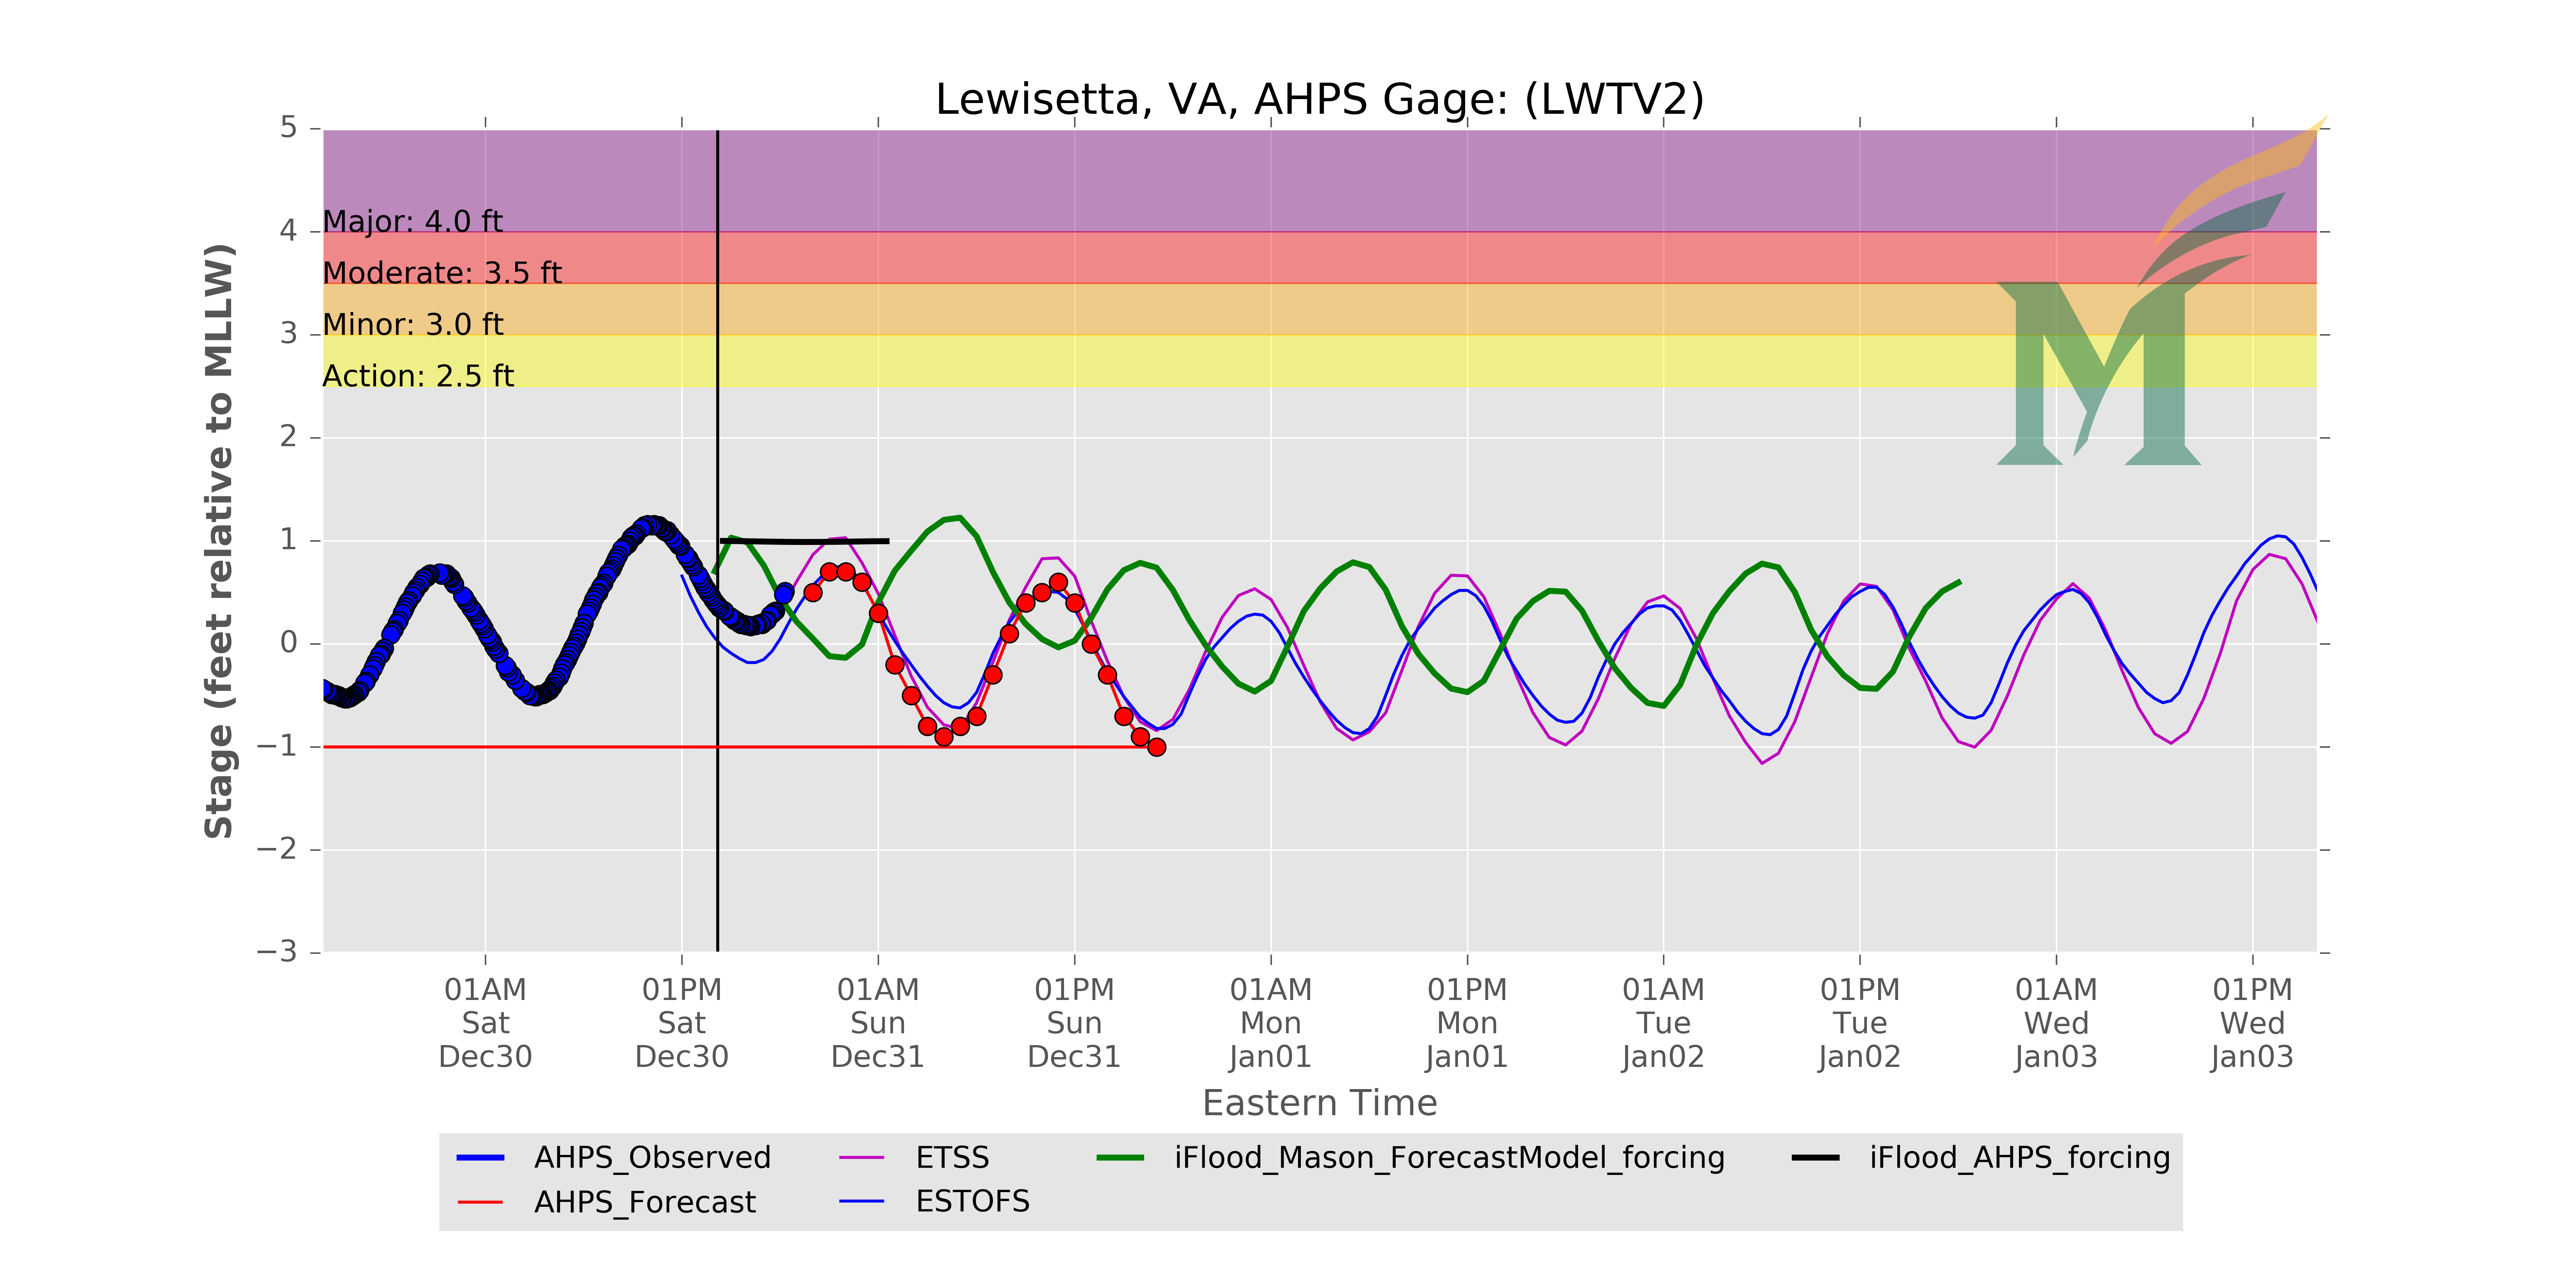 Lewisetta, VA, AHPS Gage: (LWTV2)
Stage (feet relative to MLLW)
5
4
3
2
1
0
−1
−2
−3
Major: 4.0 ft
Moderate: 3.5 ft
Minor: 3.0 ft
Action: 2.5 ft
M
01AM 01PM 01AM 01PM 01AM 01PM 01AM 01PM 01AM 01PM
Sat Sat Sun Sun Mon Mon Tue Tue Wed Wed
Dec30 Dec30 Dec31 Dec31 Jan01 Jan01 Jan02 Jan02 Jan03 Jan03
Eastern Time
AHPS_Observed ETSS iFlood_Mason_ForecastModel_forcing iFlood_AHPS_forcing
AHPS_Forecast ESTOFS